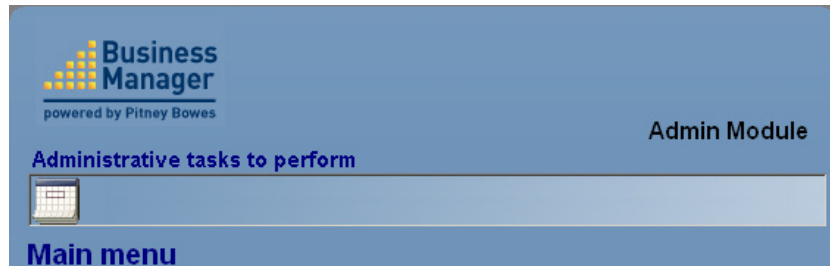 Business
Manager
powered by Pitney Bowes
Admin Module
Administrative tasks to perform
Main menu